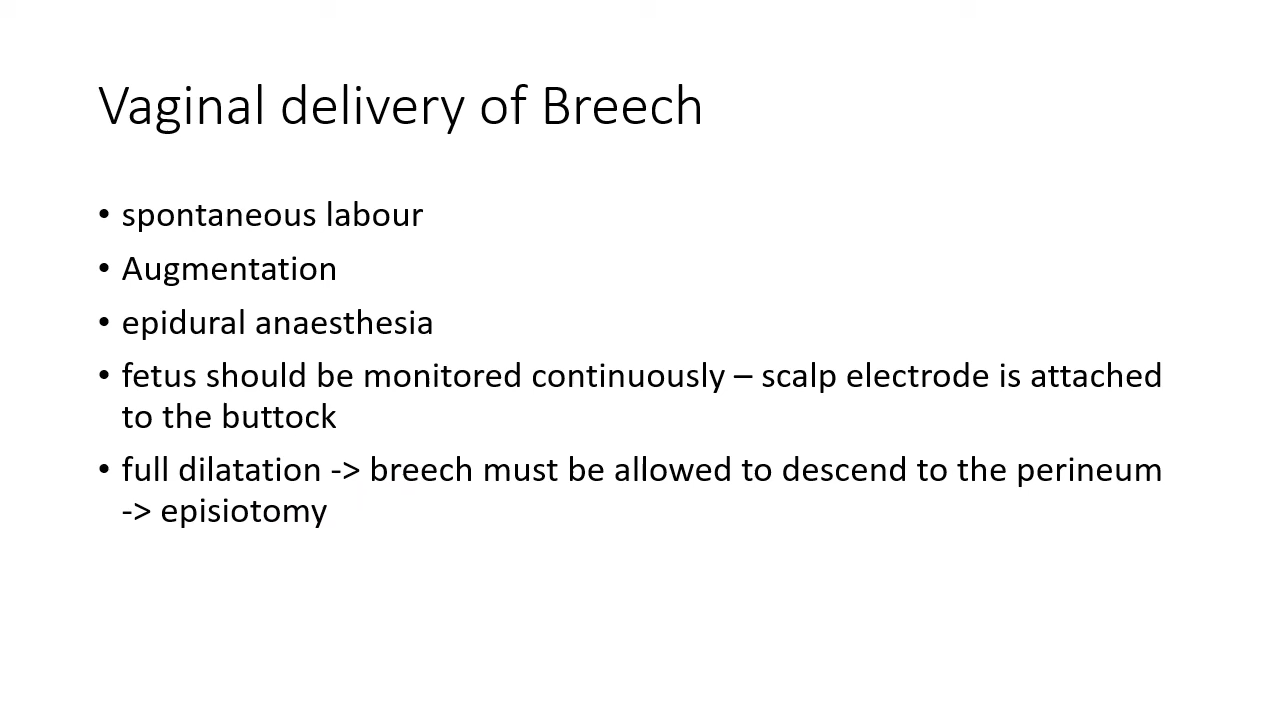 Vaginal delivery of Breech
• spontaneous labour
• Augmentation
• epidural anaesthesia
• fetus should be monitored continuously – scalp electrode is attached
to the buttock
• full dilatation -> breech must be allowed to descend to the perineum
-> episiotomy